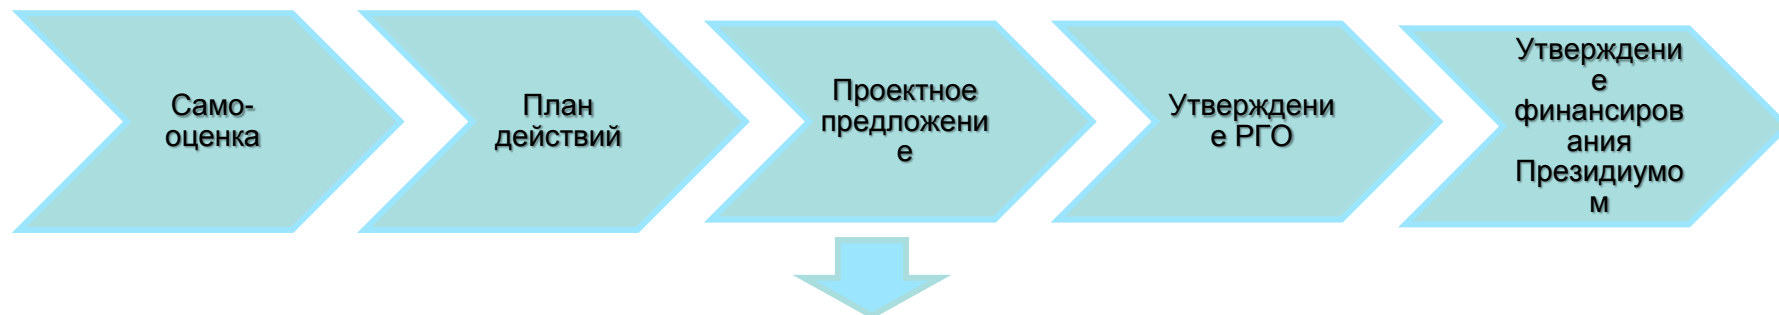 Само-
оценка
План
действий
Проектное
предложени
е
Утверждени
е РГО
Утверждени
е
финансиров
ания
Президиумо
м